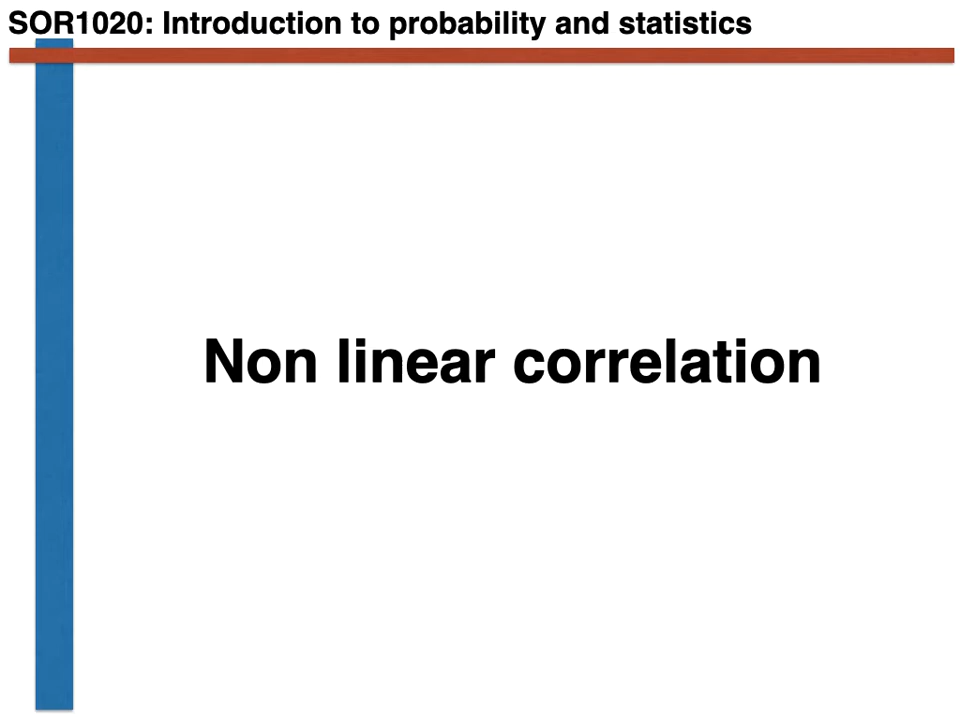 SOR1020: Introduction to probability and statistics
Non linear correlation